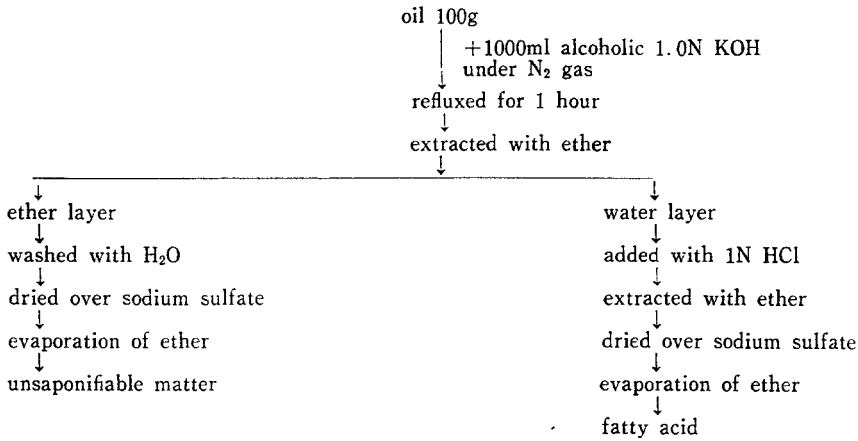 oil 100g
+1000ml alcoholic 1.0N KOH
under N₂ gas
refluxed for 1 hour
extracted with ether
ether layer
washed with H₂O
dried over sodium sulfate
evaporation of ether
unsaponifiable matter
water layer
added with 1N HCl
extracted with ether
dried over sodium sulfate
evaporation of ether
fatty acid